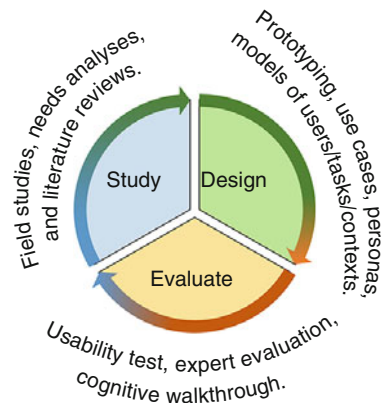 Field studies, needs analyses,
and literature reviews.
Prototyping, use cases, personas,
models of users/tasks/contexts.
Study
Design
Evaluate
Usability test, expert evaluation,
cognitive walkthrough.